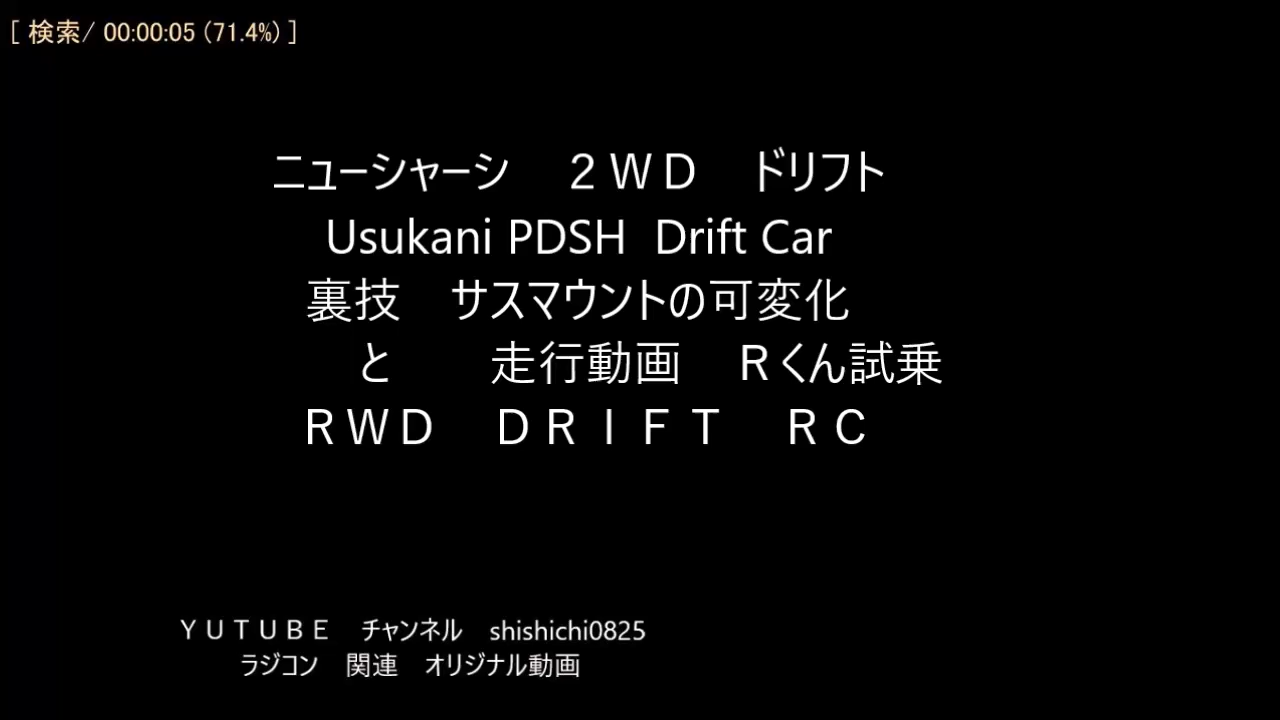 [ 検索/ 00:00:05 (71.4%) ]
ニューシャーシ　２ＷＤ　ドリフト
Usukani PDSH  Drift Car
裏技　サスマウントの可変化
と　　走行動画　Ｒくん試乗
ＲＷＤ　ＤＲＩＦＴ　ＲＣ
ＹＵＴＵＢＥ　チャンネル　shishichi0825
ラジコン　関連　オリジナル動画